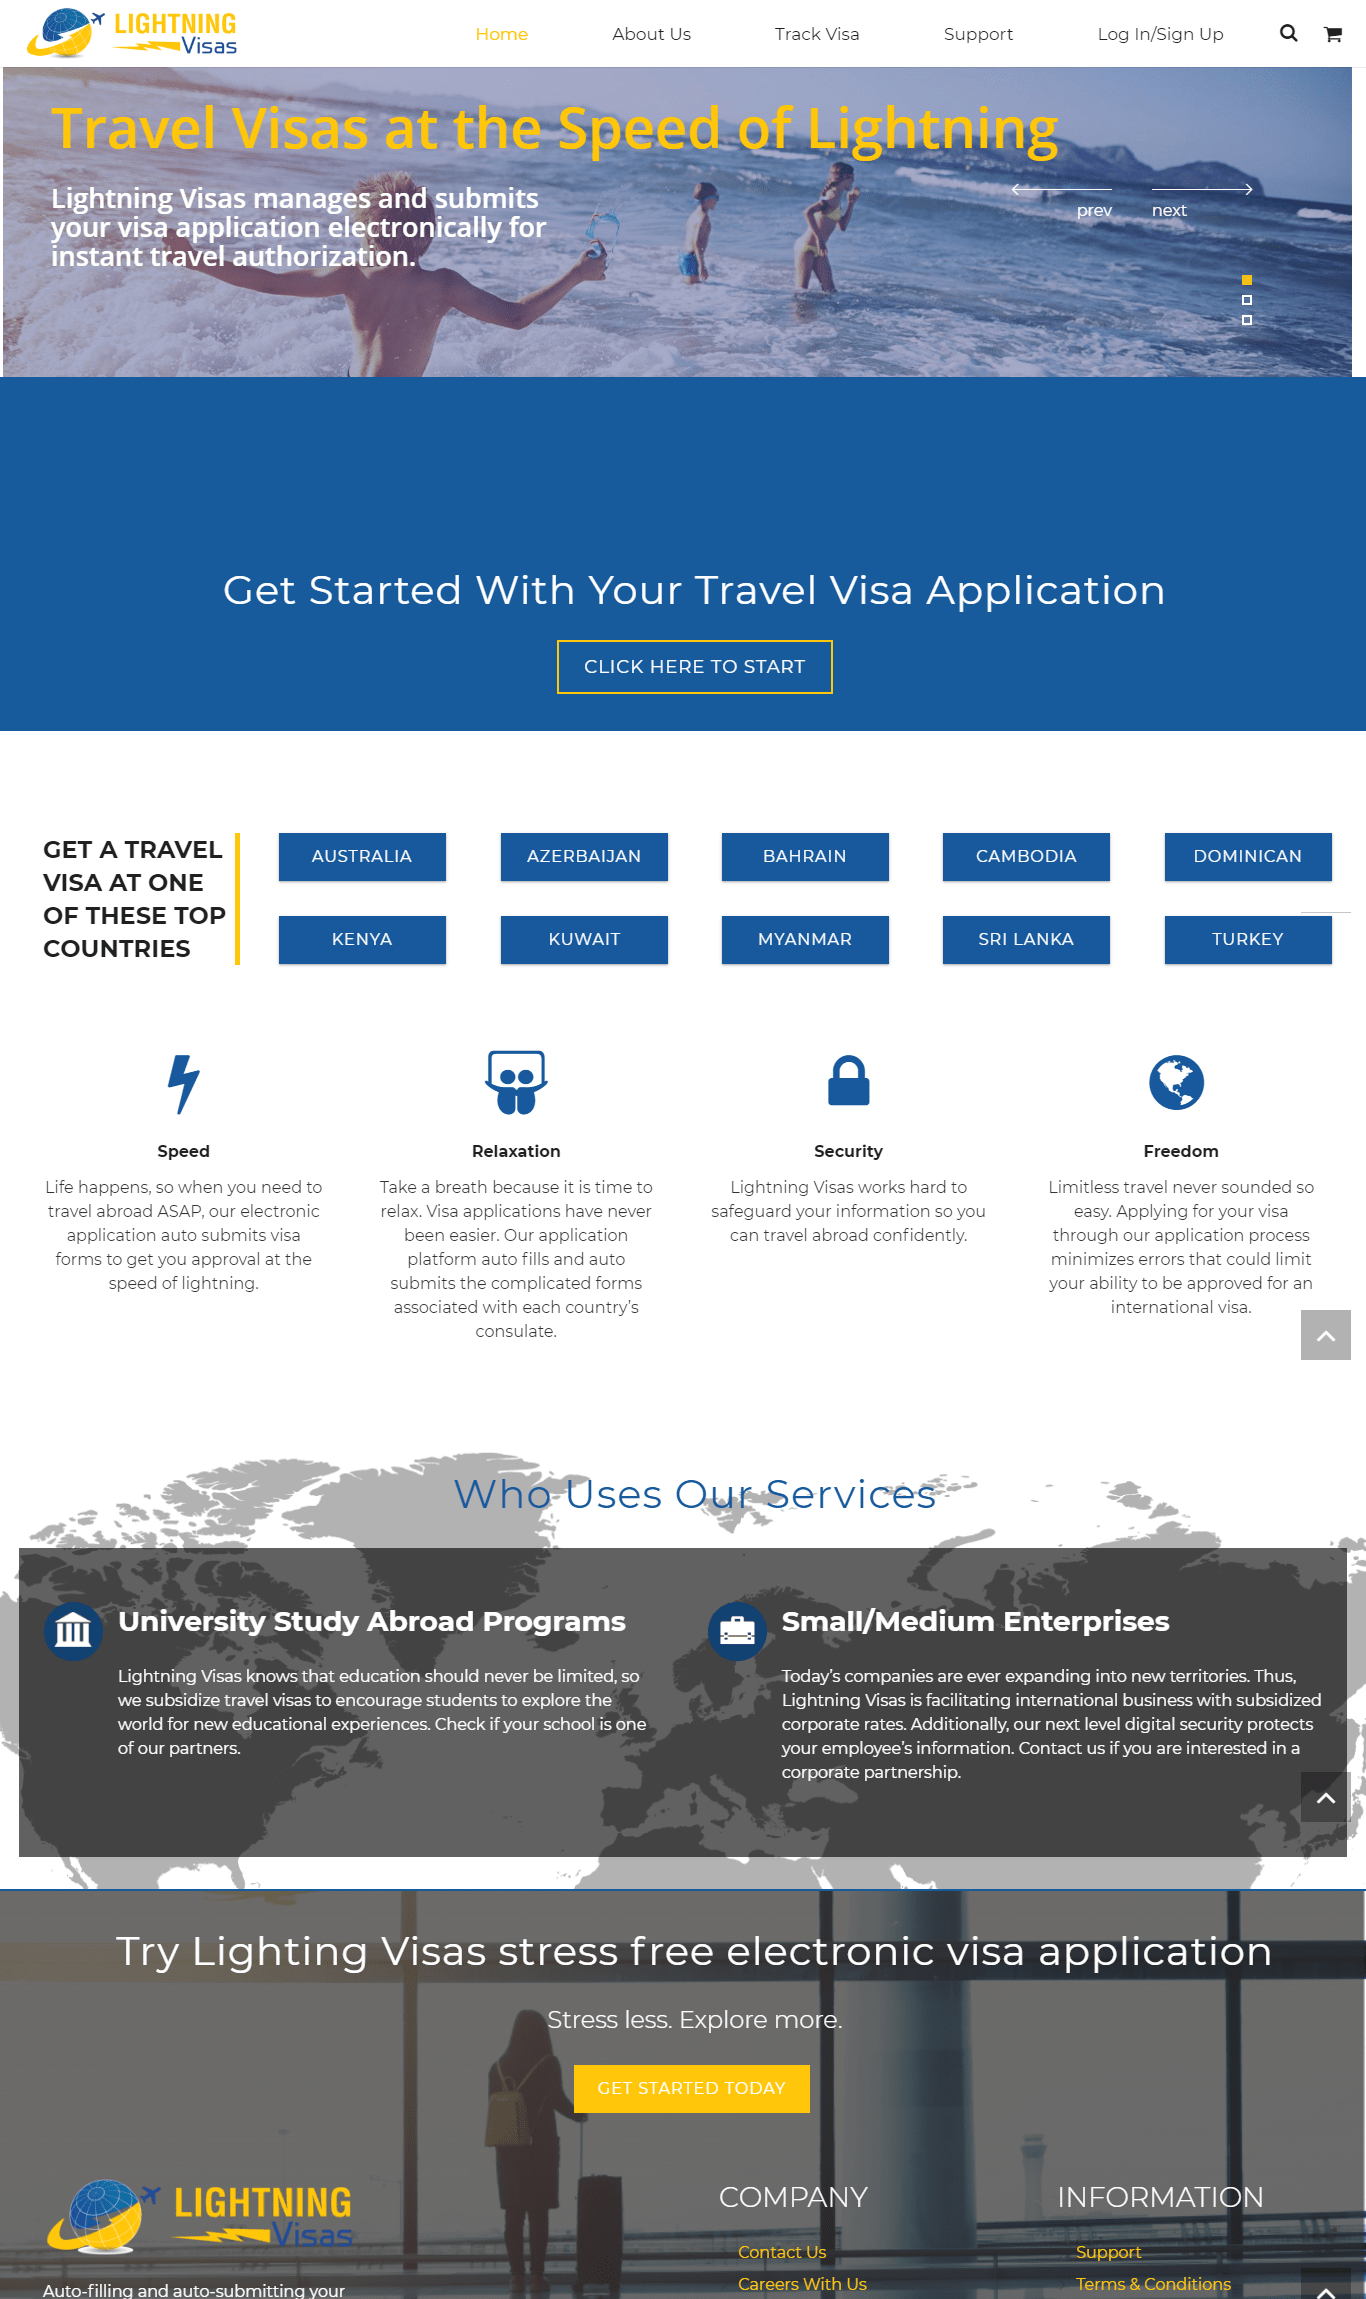 LIGHTNING
Visas
Home
About Us
Track Visa
Support
Log In/Sign Up
Travel Visas at the Speed of Lightning
Lightning Visas manages and submits
your visa application electronically for
instant travel authorization.
prev
next
Get Started With Your Travel Visa Application
CLICK HERE TO START
GET A TRAVEL
VISA AT ONE
OF THESE TOP
COUNTRIES
AUSTRALIA
AZERBAIJAN
BAHRAIN
CAMBODIA
DOMINICAN
KENYA
KUWAIT
MYANMAR
SRI LANKA
TURKEY
Speed
Life happens, so when you need to
travel abroad ASAP, our electronic
application auto submits visa
forms to get you approval at the
speed of lightning.
Relaxation
Take a breath because it is time to
relax. Visa applications have never
been easier. Our application
platform auto fills and auto
submits the complicated forms
associated with each country’s
consulate.
Security
Lightning Visas works hard to
safeguard your information so you
can travel abroad confidently.
Freedom
Limitless travel never sounded so
easy. Applying for your visa
through our application process
minimizes errors that could limit
your ability to be approved for an
international visa.
Who Uses Our Services
University Study Abroad Programs
Lightning Visas knows that education should never be limited, so
we subsidize travel visas to encourage students to explore the
world for new educational experiences. Check if your school is one
of our partners.
Small/Medium Enterprises
Today’s companies are ever expanding into new territories. Thus,
Lightning Visas is facilitating international business with subsidized
corporate rates. Additionally, our next level digital security protects
your employee’s information. Contact us if you are interested in a
corporate partnership.
Try Lighting Visas stress free electronic visa application
Stress less. Explore more.
GET STARTED TODAY
LIGHTNING
Visas
Auto-filling and auto-submitting your
COMPANY
Contact Us
Careers With Us
INFORMATION
Support
Terms & Conditions